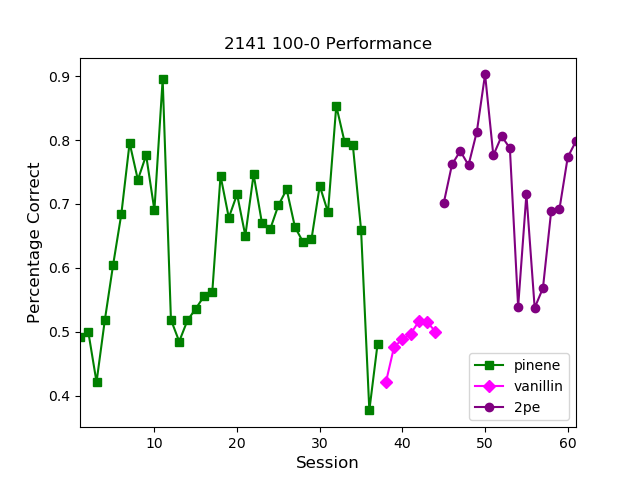 2141 100-0 Performance
Percentage Correct
0.9
0.8
0.7
0.6
0.5
0.4
10 20 30 40 50 60
Session
pinene
vanillin
2pe